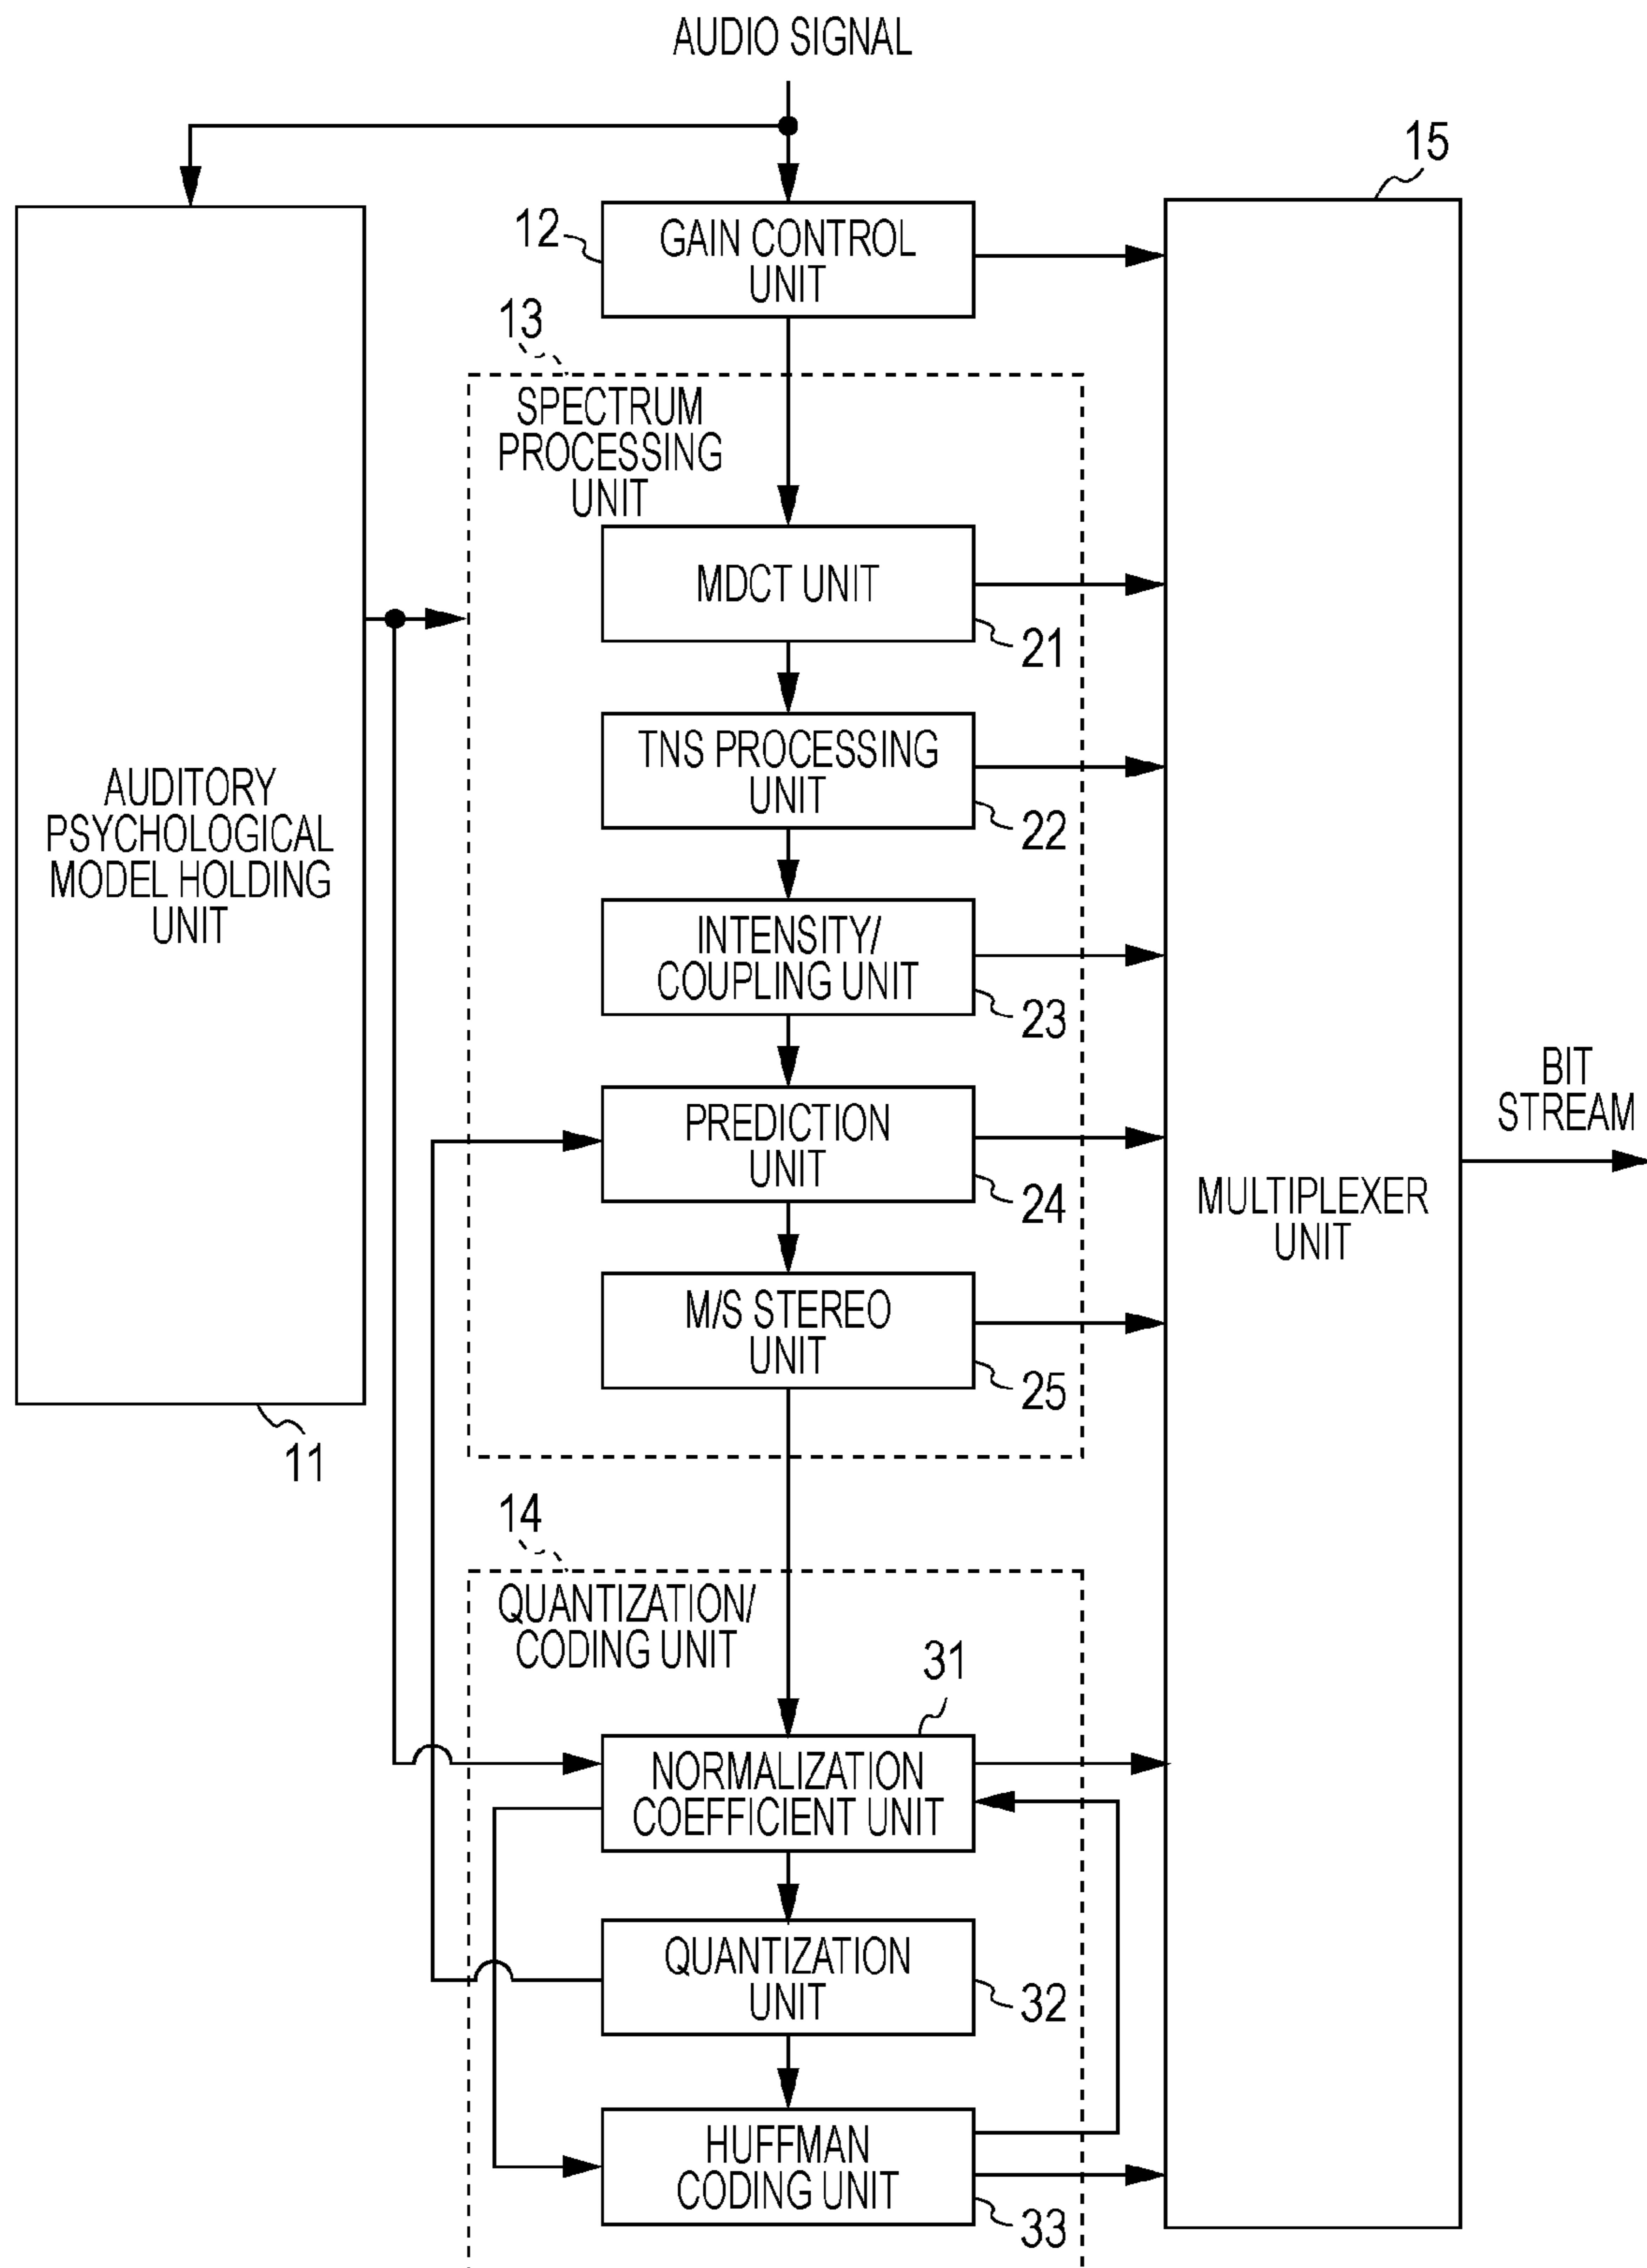 AUDIO SIGNAL
15
12
GAIN CONTROL
UNIT
13
SPECTRUM
PROCESSING
UNIT
MDCT UNIT
21
TNS PROCESSING
UNIT
22
AUDITORY
PSYCHOLOGICAL
MODEL HOLDING
UNIT
11
INTENSITY/
COUPLING UNIT
23
PREDICTION
UNIT
24
M/S STEREO
UNIT
25
MULTIPLEXER
UNIT
BIT
STREAM
14
QUANTIZATION/
CODING UNIT
31
NORMALIZATION
COEFFICIENT UNIT
QUANTIZATION
UNIT
32
HUFFMAN
CODING UNIT
33